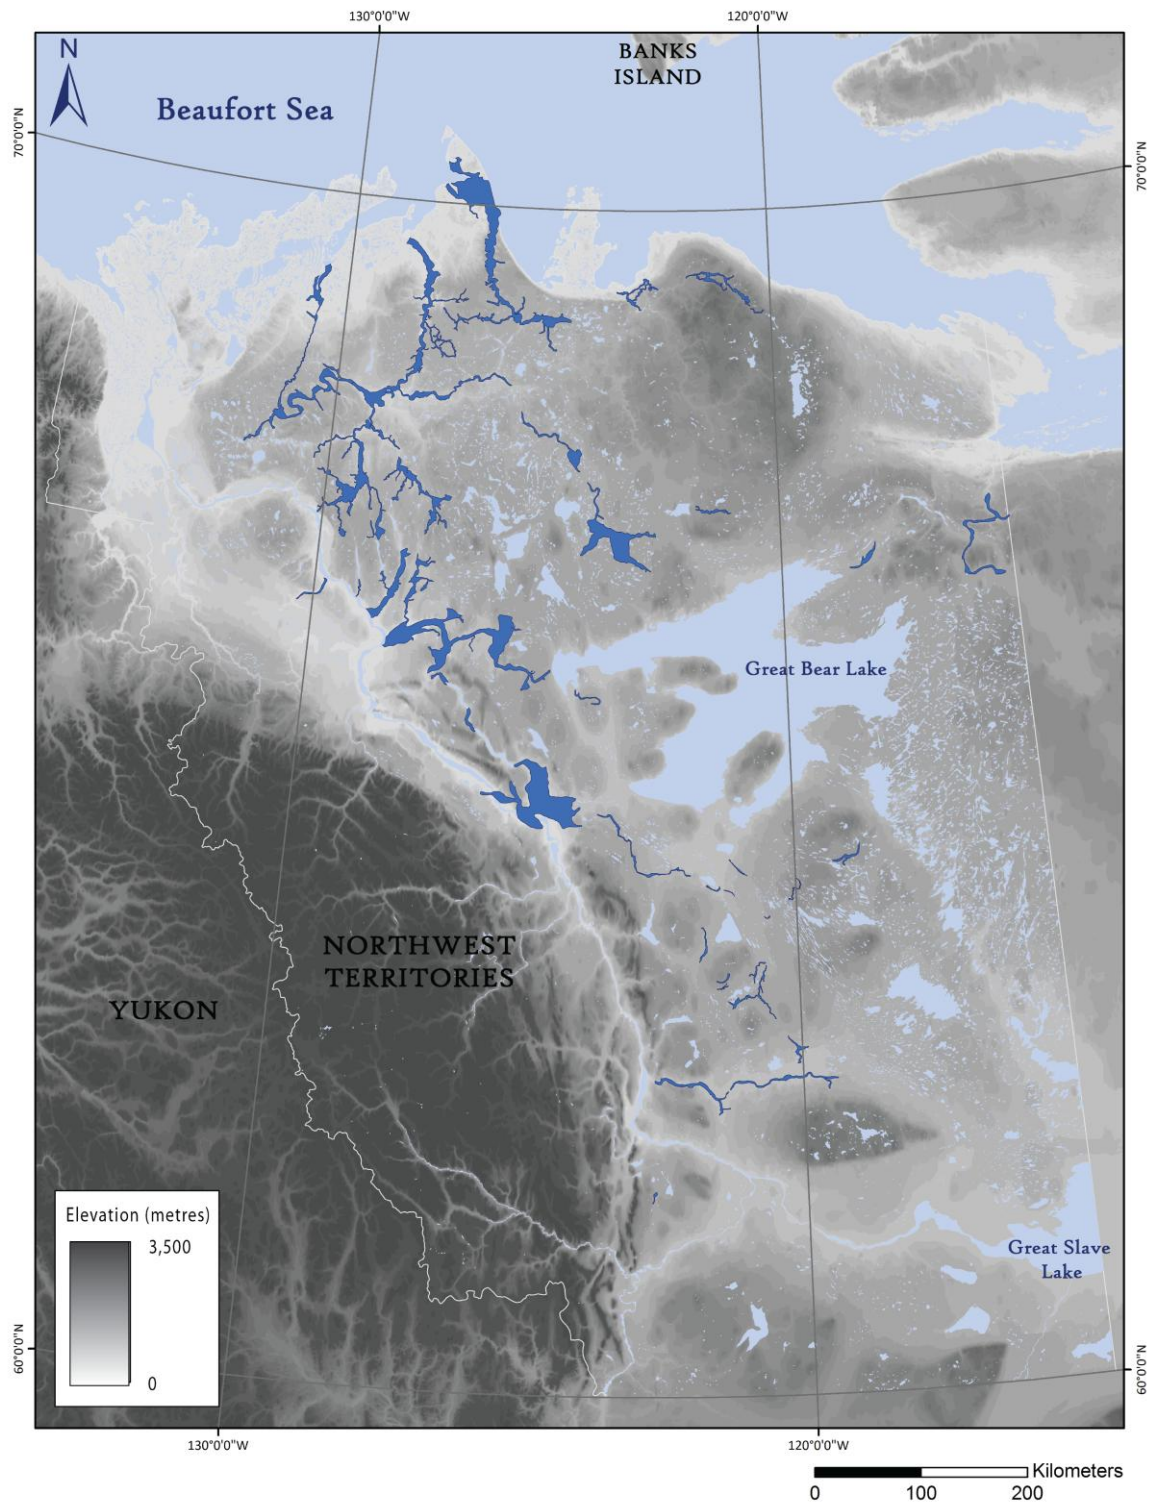 130°0'0"W
120°0'0"W
N
BANKS
ISLAND
Beaufort Sea
70°0'0"N
70°0'0"N
Great Bear Lake
NORTHWEST
TERRITORIES
YUKON
Elevation (metres)
3,500
0
Great Slave
Lake
60°0'0"N
60°0'0"N
130°0'0"W
120°0'0"W
Kilometers
0 100 200